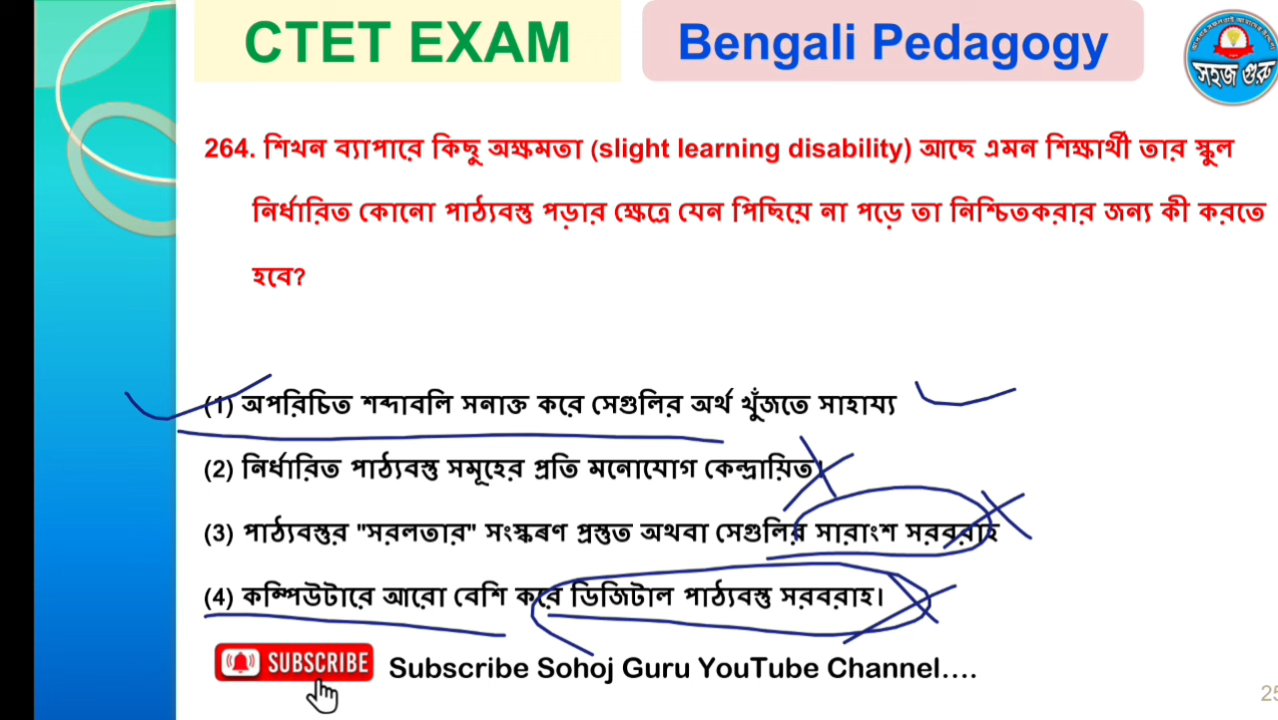 CTET EXAM
Bengali Pedagogy
সহজ গুরু
264. শিখন ব্যাপারে কিছু অক্ষমতা (slight learning disability) আছে এমন শিক্ষার্থী তার স্কুল
নির্ধারিত কোনো পাঠ্যবস্তু পড়ার ক্ষেত্রে যেন পিছিয়ে না পড়ে তা নিশ্চিতকরার জন্য কী করতে
হবে?
(1) অপরিচিত শব্দাবলি সনাক্ত করে সেগুলির অর্থ খুঁজতে সাহায্য
(2) নির্ধারিত পাঠ্যবস্তু সমূহের প্রতি মনোযোগ কেন্দ্রায়িত।
(3) পাঠ্যবস্তুর "সরলতার" সংস্কৰণ প্রস্তুত অথবা সেগুলির সারাংশ সরবরাহ
(4) কম্পিউটারে আরো বেশি করে ডিজিটাল পাঠ্যবস্তু সরবরাহ।
SUBSCRIBE
Subscribe Sohoj Guru YouTube Channel....
25